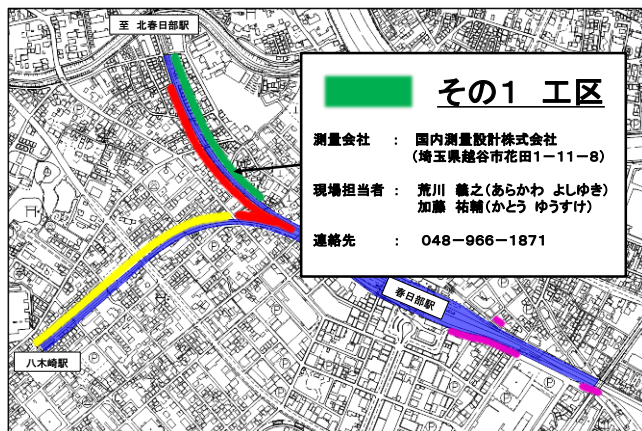 至 北春日部駅
その1 工区
測量会社 : 国内測量設計株式会社
(埼玉県越谷市花田1-11-8)
現場担当者 : 荒川 義之(あらかわ よしゆき)
加藤 祐輔(かとう ゆうすけ)
連絡先 : 048-966-1871
春日部駅
八木崎駅